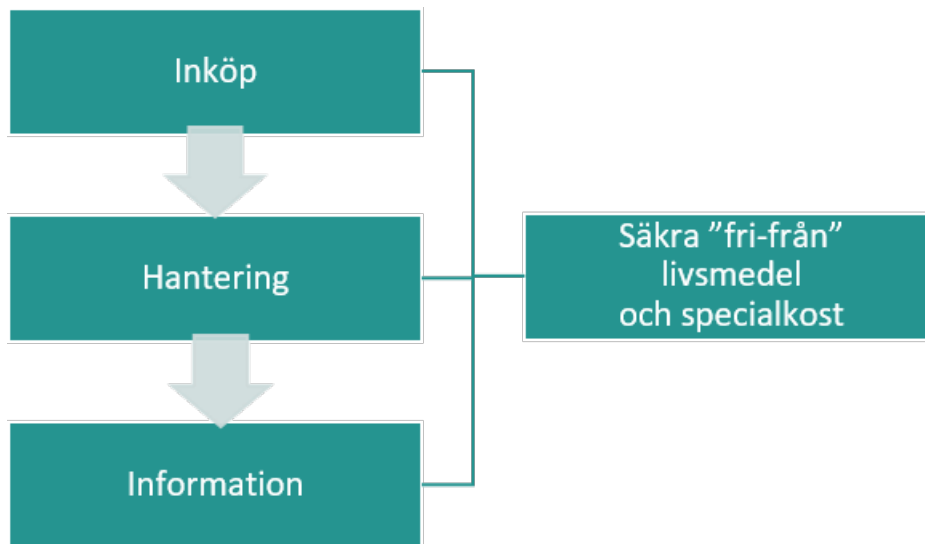 Inköp
Hantering
Säkra ”fri-från”
livsmedel
och specialkost
Information